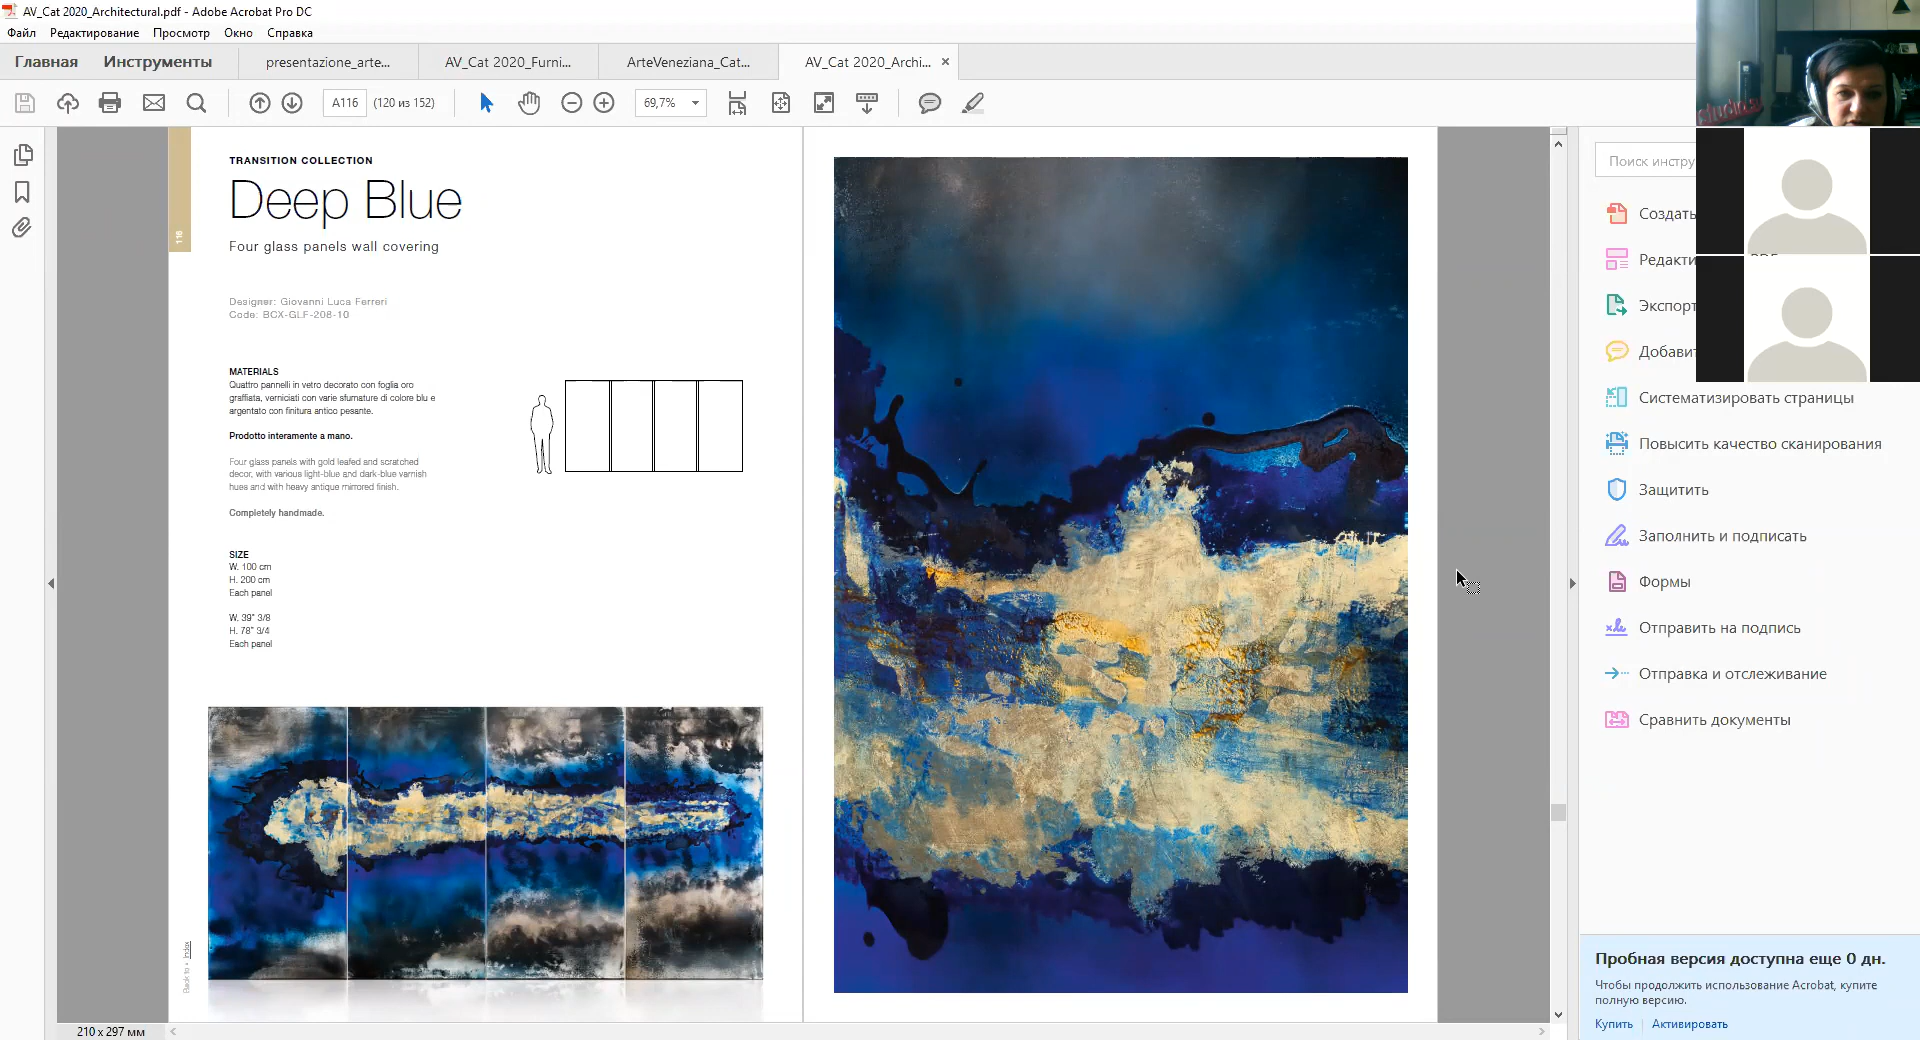 AV_Cat 2020_Architectural.pdf - Adobe Acrobat Pro DC
Файл Редактирование Просмотр Окно Справка
Главная Инструменты presentazione_arte... AV_Cat 2020_Furni... ArteVeneziana_Cat... AV_Cat 2020_Archi... ×
A116 (120 из 152) 69,7%
116
TRANSITION COLLECTION
Deep Blue
Four glass panels wall covering
Designer: Giovanni Luca Ferreri
Code: BCX-GLF-208-10
MATERIALS
Quattro pannelli in vetro decorato con foglia oro
graffiata, verniciati con varie sfumature di colore blu e
argentato con finitura antico pesante.
Prodotto interamente a mano.
Four glass panels with gold leafed and scratched
decor, with various light-blue and dark-blue varnish
hues and with heavy antique mirrored finish.
Completely handmade.
SIZE
W. 100 cm
H. 200 cm
Each panel
W. 39" 3/8
H. 78" 3/4
Each panel
Back to • Index
210 x 297 мм
Поиск инстру
Создать
Редакти
Экспорт
Добавит
Систематизировать страницы
Повысить качество сканирования
Защитить
Заполнить и подписать
Формы
Отправить на подпись
Отправка и отслеживание
Сравнить документы
Пробная версия доступна еще 0 дн.
Чтобы продолжить использование Acrobat, купите
полную версию.
Купить Активировать